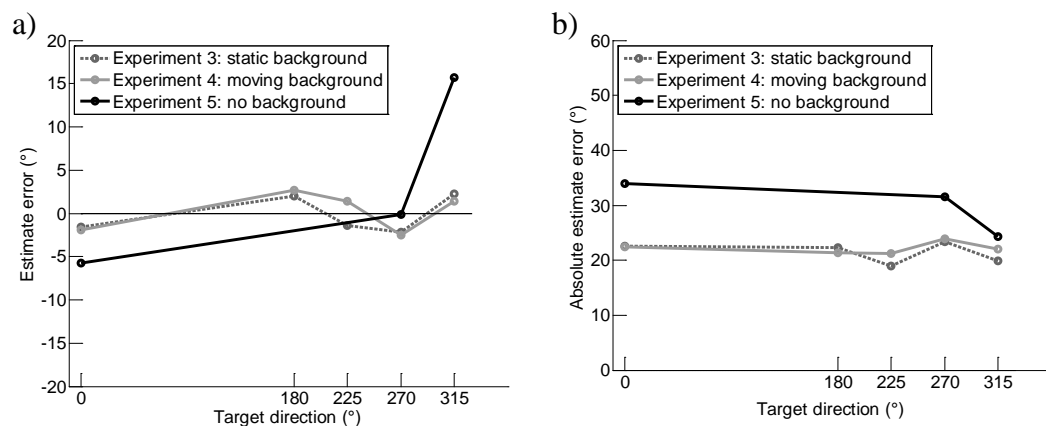 a)
20
15
10
5
0
-5
-10
-15
-20
Estimate error (°)
Experiment 3: static background
Experiment 4: moving background
Experiment 5: no background
0 180 225 270 315
Target direction (°)
b)
60
50
40
30
20
10
0
Absolute estimate error (°)
Experiment 3: static background
Experiment 4: moving background
Experiment 5: no background
0 180 225 270 315
Target direction (°)